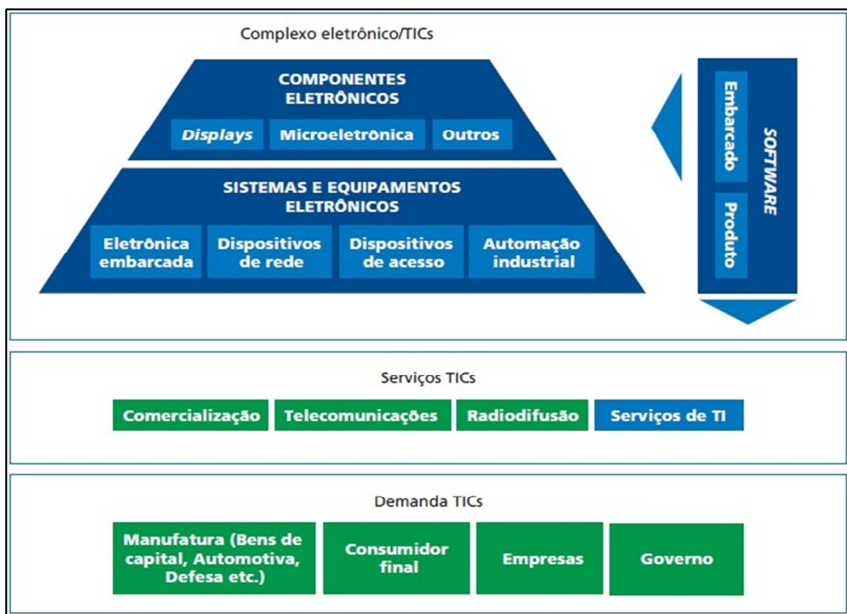 Complexo eletrônico/TICs
COMPONENTES
ELETRÔNICOS
Displays
Microeletrônica
Outros
SISTEMAS E EQUIPAMENTOS
ELETRÔNICOS
Eletrônica
embarcada
Dispositivos
de rede
Dispositivos
de acesso
Automação
industrial
SOFTWARE
Embarcado
Produto
Serviços TICs
Comercialização
Telecomunicações
Radiodifusão
Serviços de TI
Demanda TICs
Manufatura (Bens de
capital, Automotiva,
Defesa etc.)
Consumidor
final
Empresas
Governo